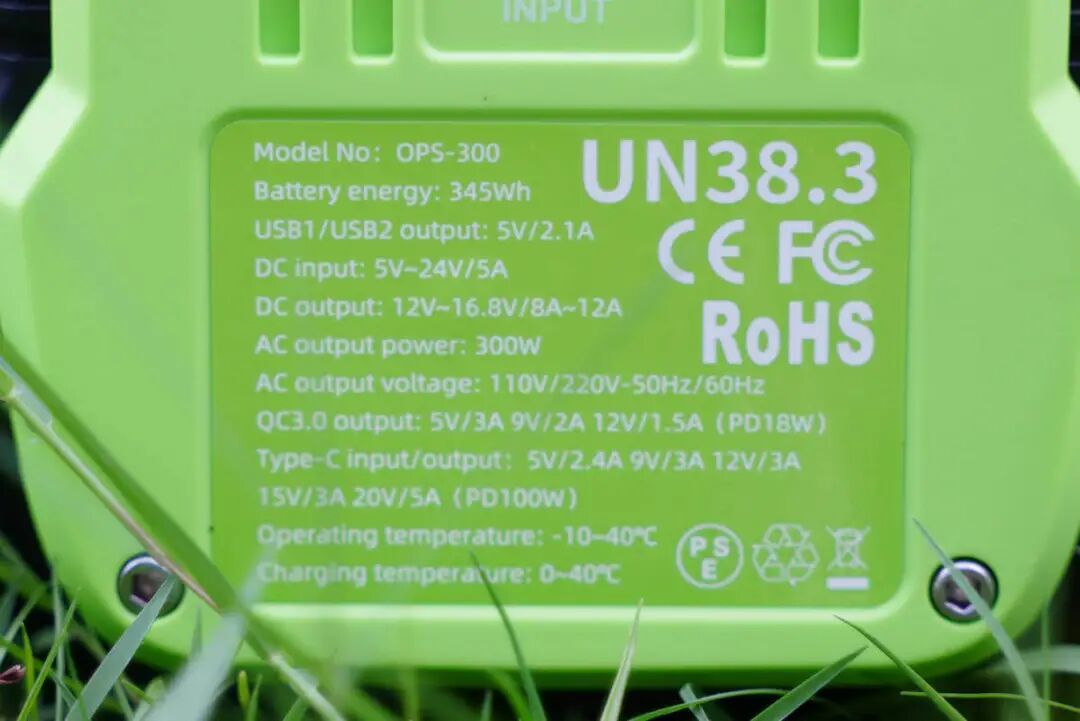 INPUT
Model No: OPS-300
UN38.3
Battery energy: 345Wh
USB1/USB2 output: 5V/2.1A
CE FC
DC input: 5V~24V/5A
DC output: 12V~16.8V/8A~12A
RoHS
AC output power: 300W
AC output voltage: 110V/220V-50Hz/60Hz
QC3.0 output: 5V/3A 9V/2A 12V/1.5A (PD18W)
Type-C input/output: 5V/2.4A 9V/3A 12V/3A
15V/3A 20V/5A (PD100W)
Operating temperature: -10~40℃
PSE
Charging temperature: 0~40℃